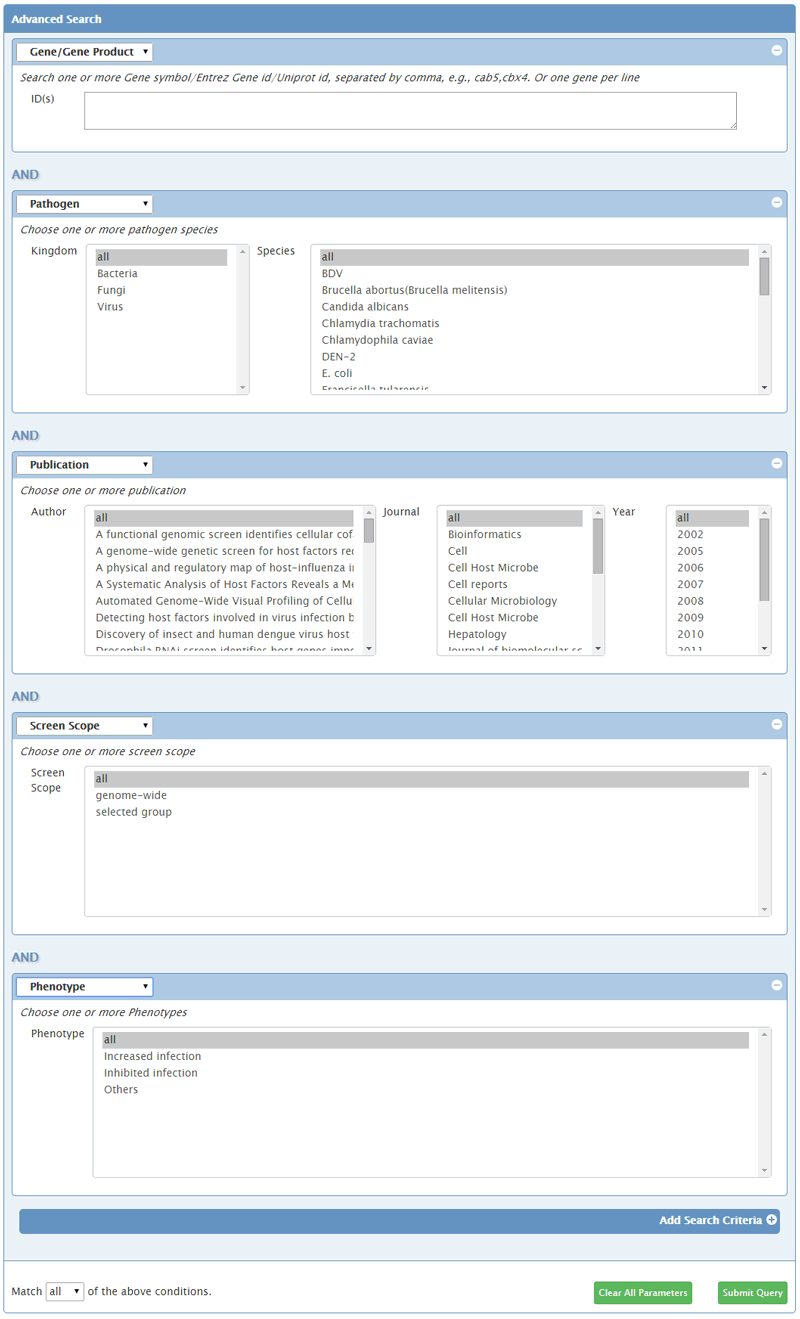 Advanced Search
Gene/Gene Product
Search one or more Gene symbol/Entrez Gene id/Uniprot id, separated by comma, e.g., cab5,cbx4. Or one gene per line
ID(s)
AND
Pathogen
Choose one or more pathogen species
Kingdom
all
Bacteria
Fungi
Virus
Species
all
BDV
Brucella abortus(Brucella melitensis)
Candida albicans
Chlamydia trachomatis
Chlamydophila caviae
DEN-2
E. coli
Francisella tularensis
AND
Publication
Choose one or more publication
Author
all
A functional genomic screen identifies cellular cof
A genome-wide genetic screen for host factors rec
A physical and regulatory map of host-influenza i
A Systematic Analysis of Host Factors Reveals a Me
Automated Genome-Wide Visual Profiling of Cellu
Detecting host factors involved in virus infection b
Discovery of insect and human dengue virus host
Drosophila RNAi screen identifies host genes impo
Journal
all
Bioinformatics
Cell
Cell Host Microbe
Cell reports
Cellular Microbiology
Cell Host Microbe
Hepatology
Journal of biomolecular sc
Year
all
2002
2005
2006
2007
2008
2009
2010
2011
AND
Screen Scope
Choose one or more screen scope
Screen
Scope
all
genome-wide
selected group
AND
Phenotype
Choose one or more Phenotypes
Phenotype
all
Increased infection
Inhibited infection
Others
Add Search Criteria
Match all of the above conditions.
Clear All Parameters
Submit Query